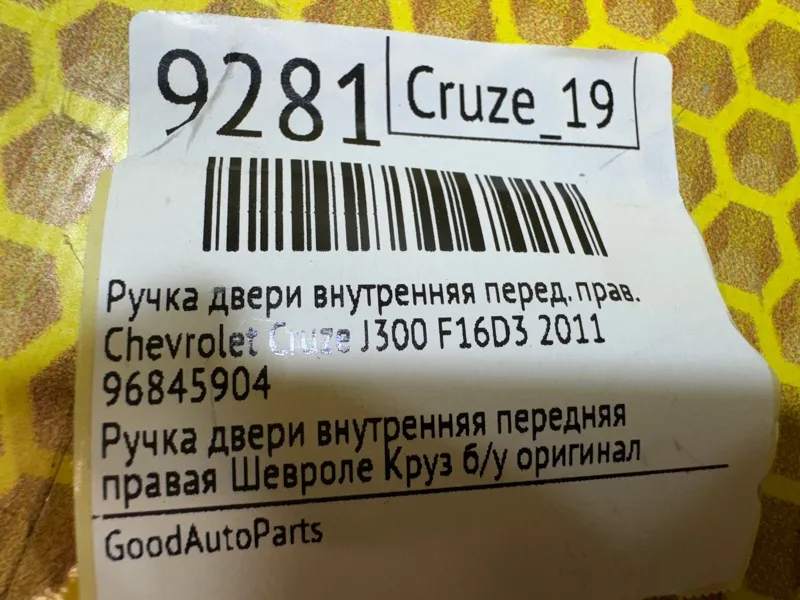 9281
Cruze_19
Ручка двери внутренняя перед. прав.
Chevrolet Cruze J300 F16D3 2011
96845904
Ручка двери внутренняя передняя
правая Шевроле Круз б/у оригинал
GoodAutoParts